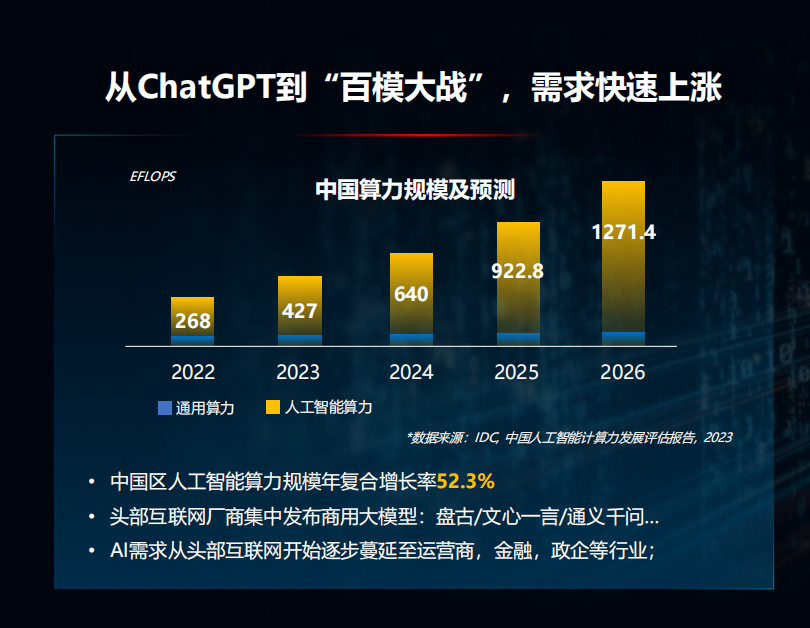 从ChatGPT到“百模大战”，需求快速上涨
EFLOPS
中国算力规模及预测
268
427
640
922.8
1271.4
2022
2023
2024
2025
2026
通用算力
人工智能算力
*数据来源：IDC, 中国人工智能计算力发展评估报告, 2023
• 中国区人工智能算力规模年复合增长率52.3%
• 头部互联网厂商集中发布商用大模型：盘古/文心一言/通义千问...
• AI需求从头部互联网开始逐步蔓延至运营商，金融，政企等行业；